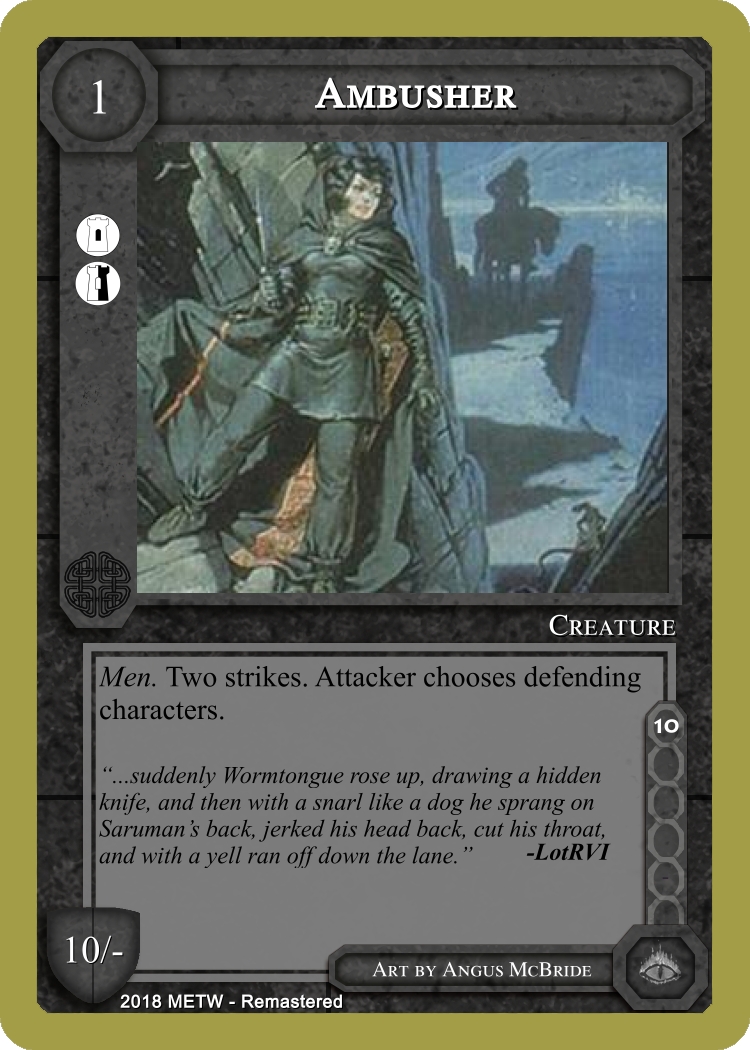 1
AMBUSHER
CREATURE
Men. Two strikes. Attacker chooses defending
characters.
10
“...suddenly Wormtongue rose up, drawing a hidden
knife, and then with a snarl like a dog he sprang on
Saruman’s back, jerked his head back, cut his throat,
and with a yell ran off down the lane.” -LotRVI
10/-
ART BY ANGUS MCBRIDE
2018 METW - Remastered